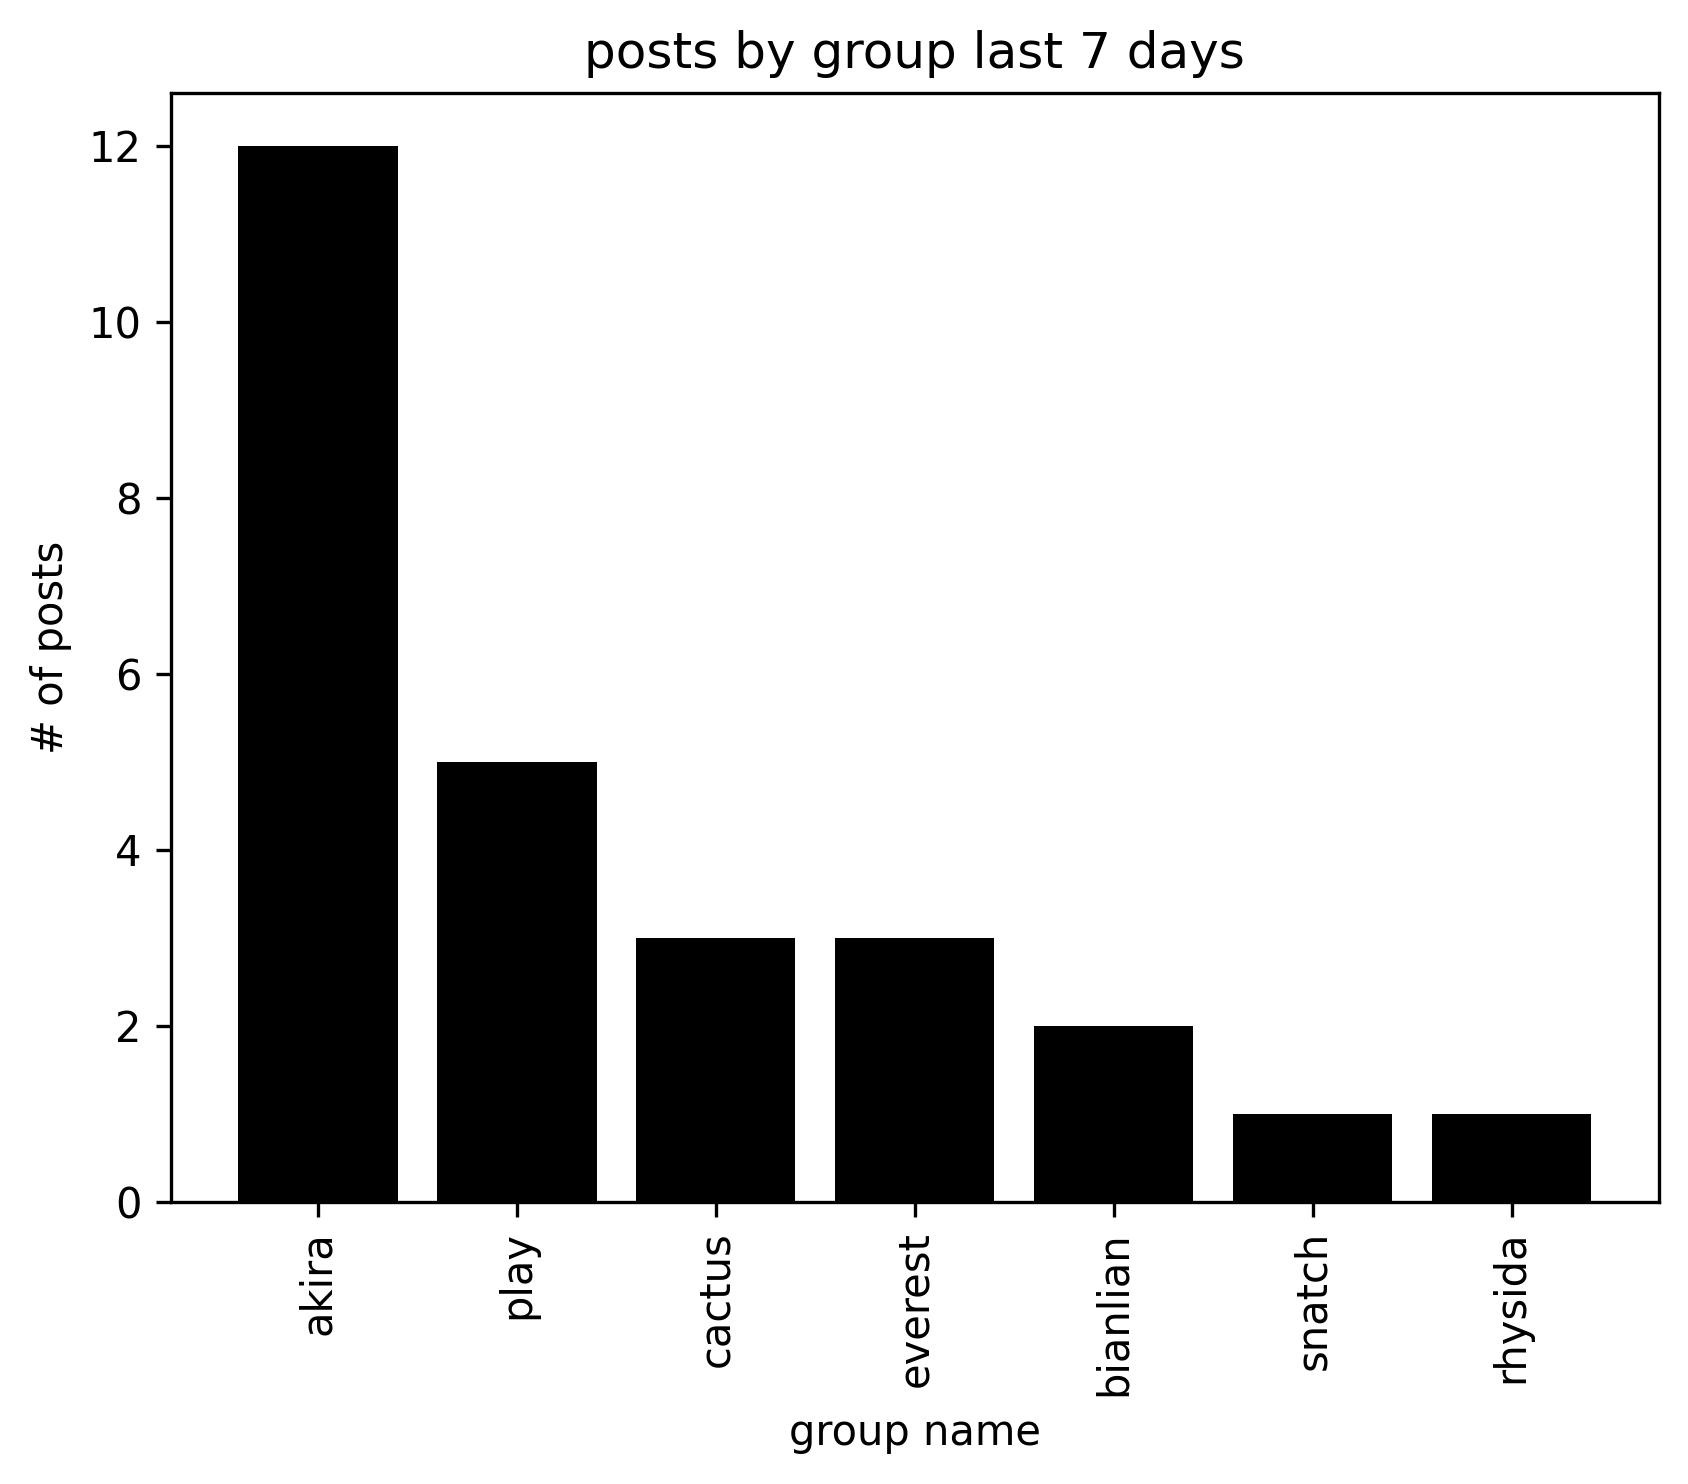 posts by group last 7 days
12
10
8
6
4
2
0
# of posts
akira
play
cactus
everest
bianlian
snatch
rhysida
group name